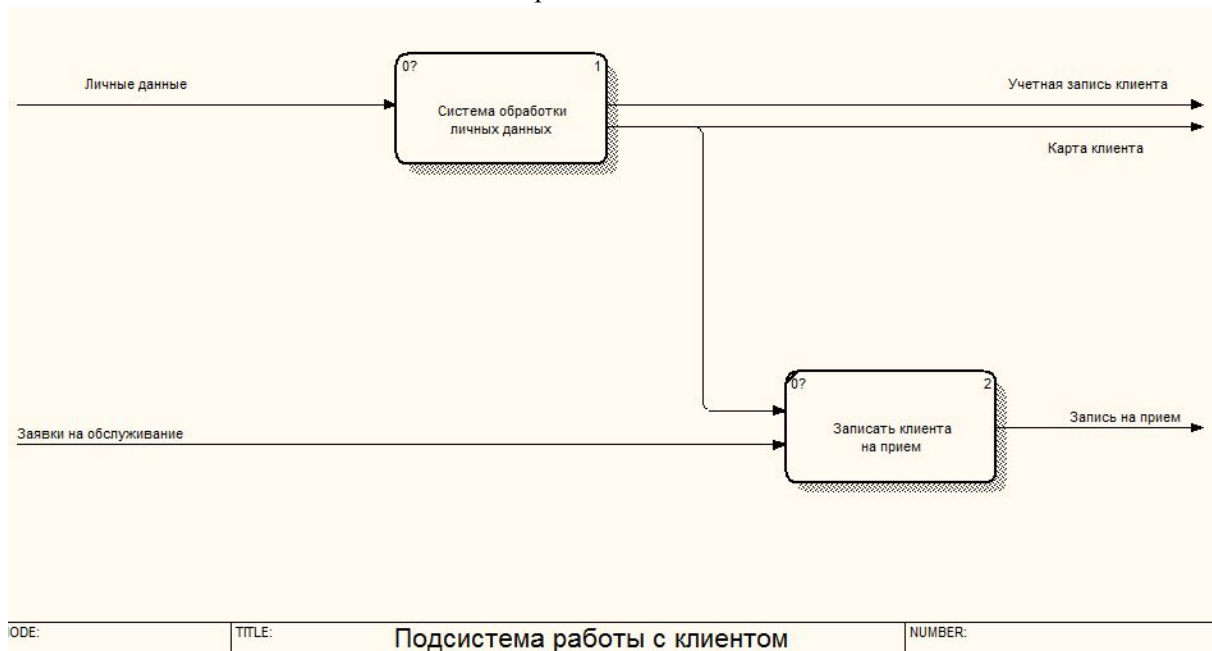 0? 1
Личные данные
Учетная запись клиента
Система обработки
личных данных
Карта клиента
0? 2
Заявки на обслуживание
Записать клиента
на прием
Запись на прием
ODE:
TITLE:
Подсистема работы с клиентом
NUMBER: